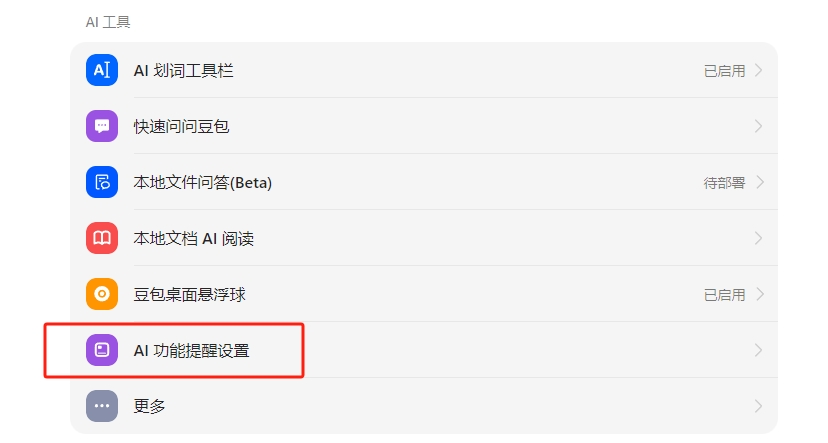 AI 工具
AI 划词工具栏 已启用
快速问问豆包
本地文件问答(Beta) 待部署
本地文档 AI 阅读
豆包桌面悬浮球 已启用
AI 功能提醒设置
更多